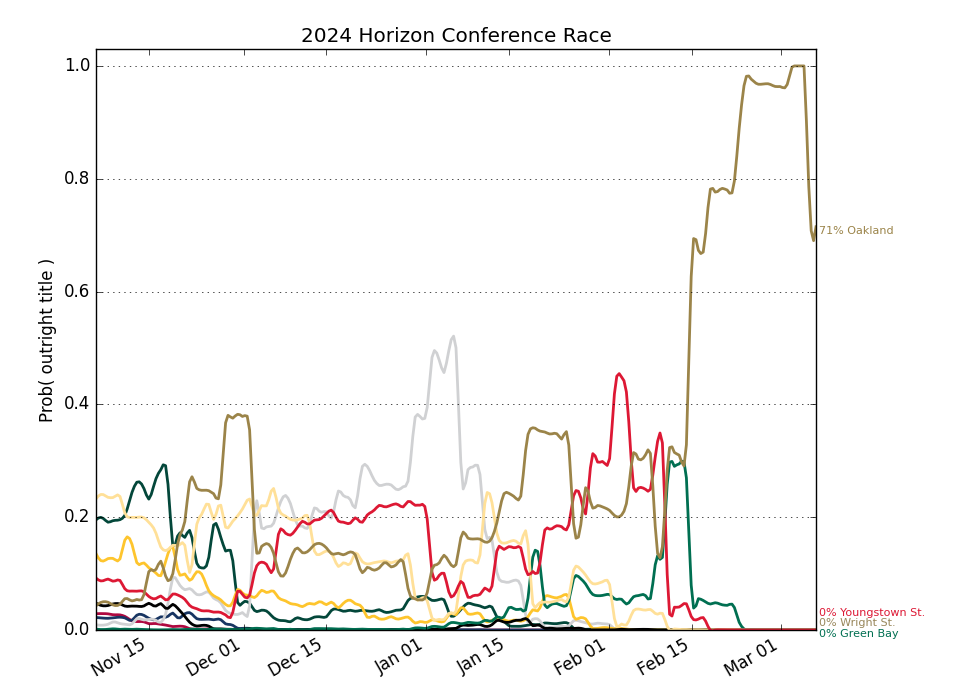 2024 Horizon Conference Race
Prob( outright title )
1.0
0.8
0.6
0.4
0.2
0.0
71% Oakland
0% Youngstown St.
0% Wright St.
0% Green Bay
Nov 15
Dec 01
Dec 15
Jan 01
Jan 15
Feb 01
Feb 15
Mar 01